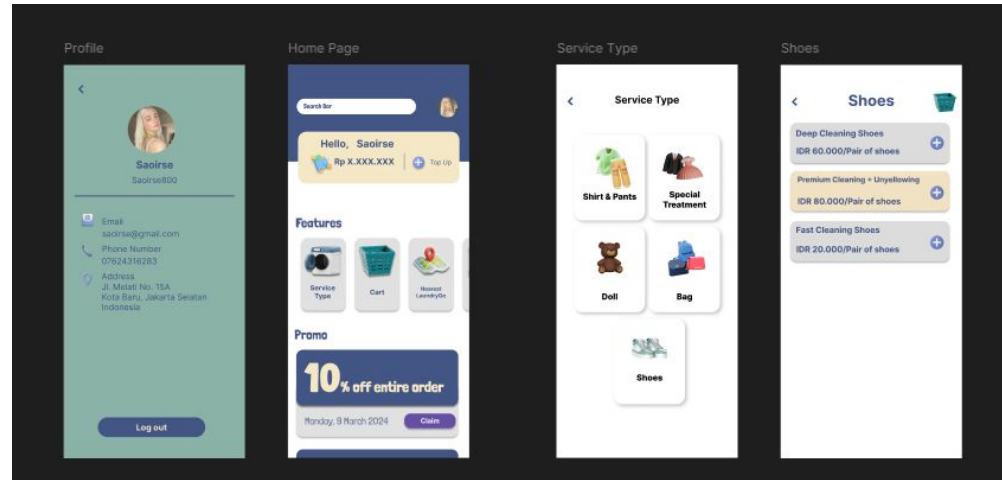 Profile
Saoirse
Saoirse800
Email
saoirse@gmail.com
Phone Number
07624316283
Address
Jl. Melati No. 15A
Kota Baru, Jakarta Selatan
Indonesia
Log out
Home Page
Search Bar
Hello, Saoirse
Rp X.XXX.XXX
Top Up
Features
Service
Type
Cart
Nearest
LaundryGo
Promo
10% off entire order
Monday, 9 March 2024
Claim
Service Type
Service Type
Shirt & Pants
Special
Treatment
Doll
Bag
Shoes
Shoes
Shoes
Deep Cleaning Shoes
IDR 60.000/Pair of shoes
Premium Cleaning + Unyellowing
IDR 80.000/Pair of shoes
Fast Cleaning Shoes
IDR 20.000/Pair of shoes